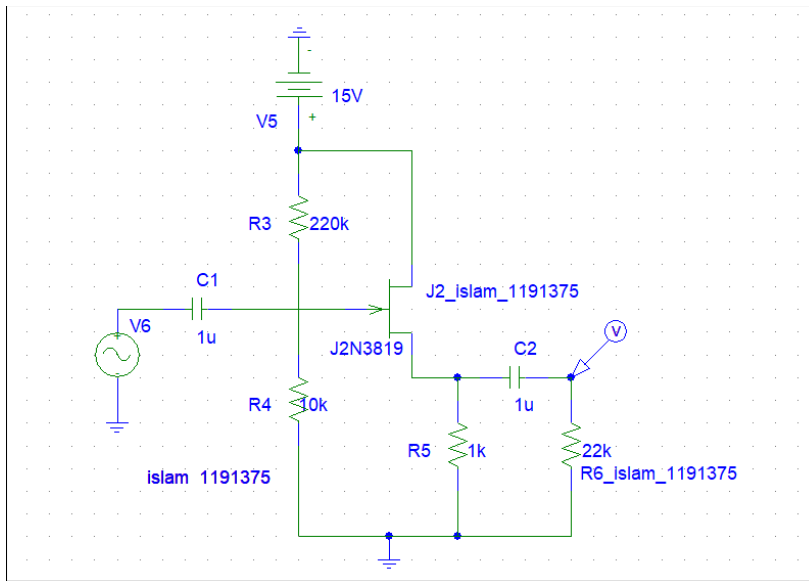 -
15V
V5
+
R3
220k
C1
J2_islam_1191375
V6
1u
J2N3819
C2
V
1u
R4
10k
R5
1k
22k
R6_islam_1191375
islam 1191375
+
-